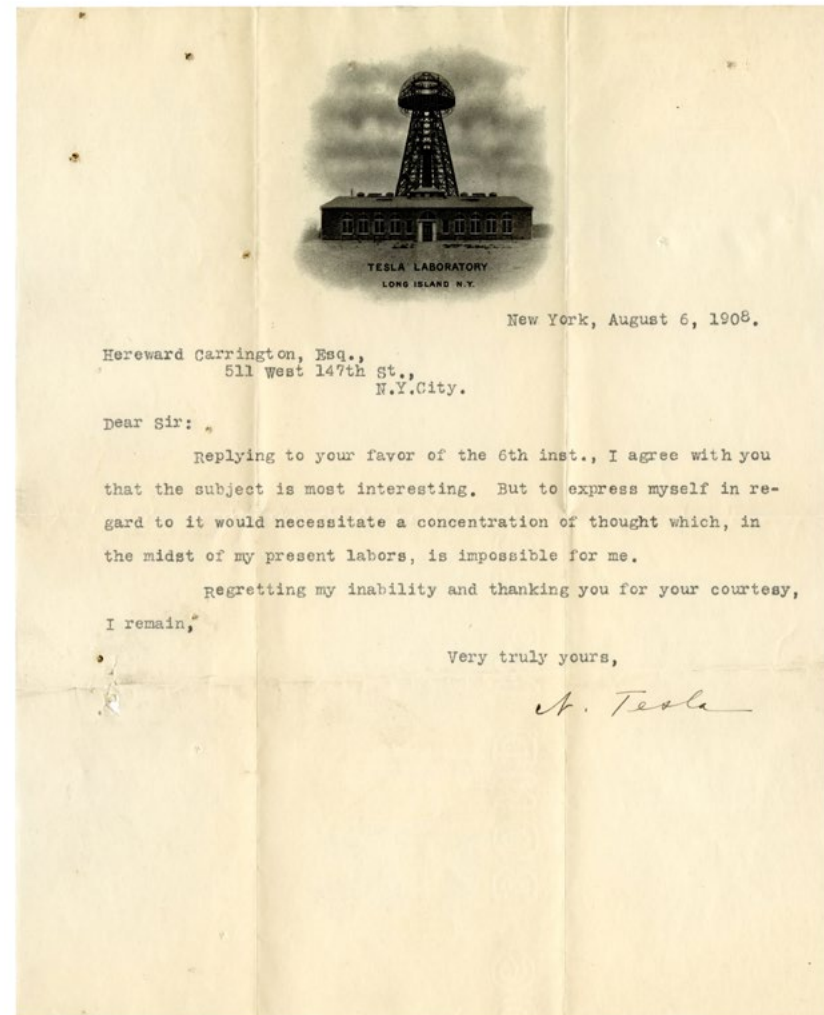 TESLA LABORATORY
LONG ISLAND N.Y.
New York, August 6, 1908.
Hereward Carrington, Esq.,
511 West 147th St.,
N.Y.City.
Dear Sir:
Replying to your favor of the 6th inst., I agree with you
that the subject is most interesting. But to express myself in re-
gard to it would necessitate a concentration of thought which, in
the midst of my present labors, is impossible for me.
Regretting my inability and thanking you for your courtesy,
I remain,
Very truly yours,
N. Tesla